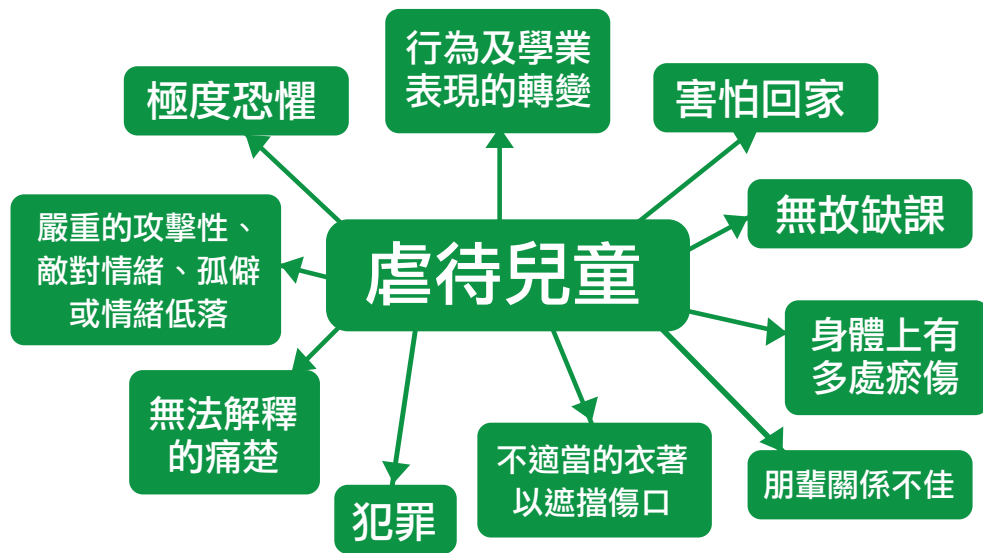 行為及學業
表現的轉變
極度恐懼
害怕回家
無故缺課
嚴重的攻擊性、
敵對情緒、孤僻
或情緒低落
虐待兒童
身體上有
多處瘀傷
無法解釋
的痛楚
不適當的衣著
以遮擋傷口
朋輩關係不佳
犯罪